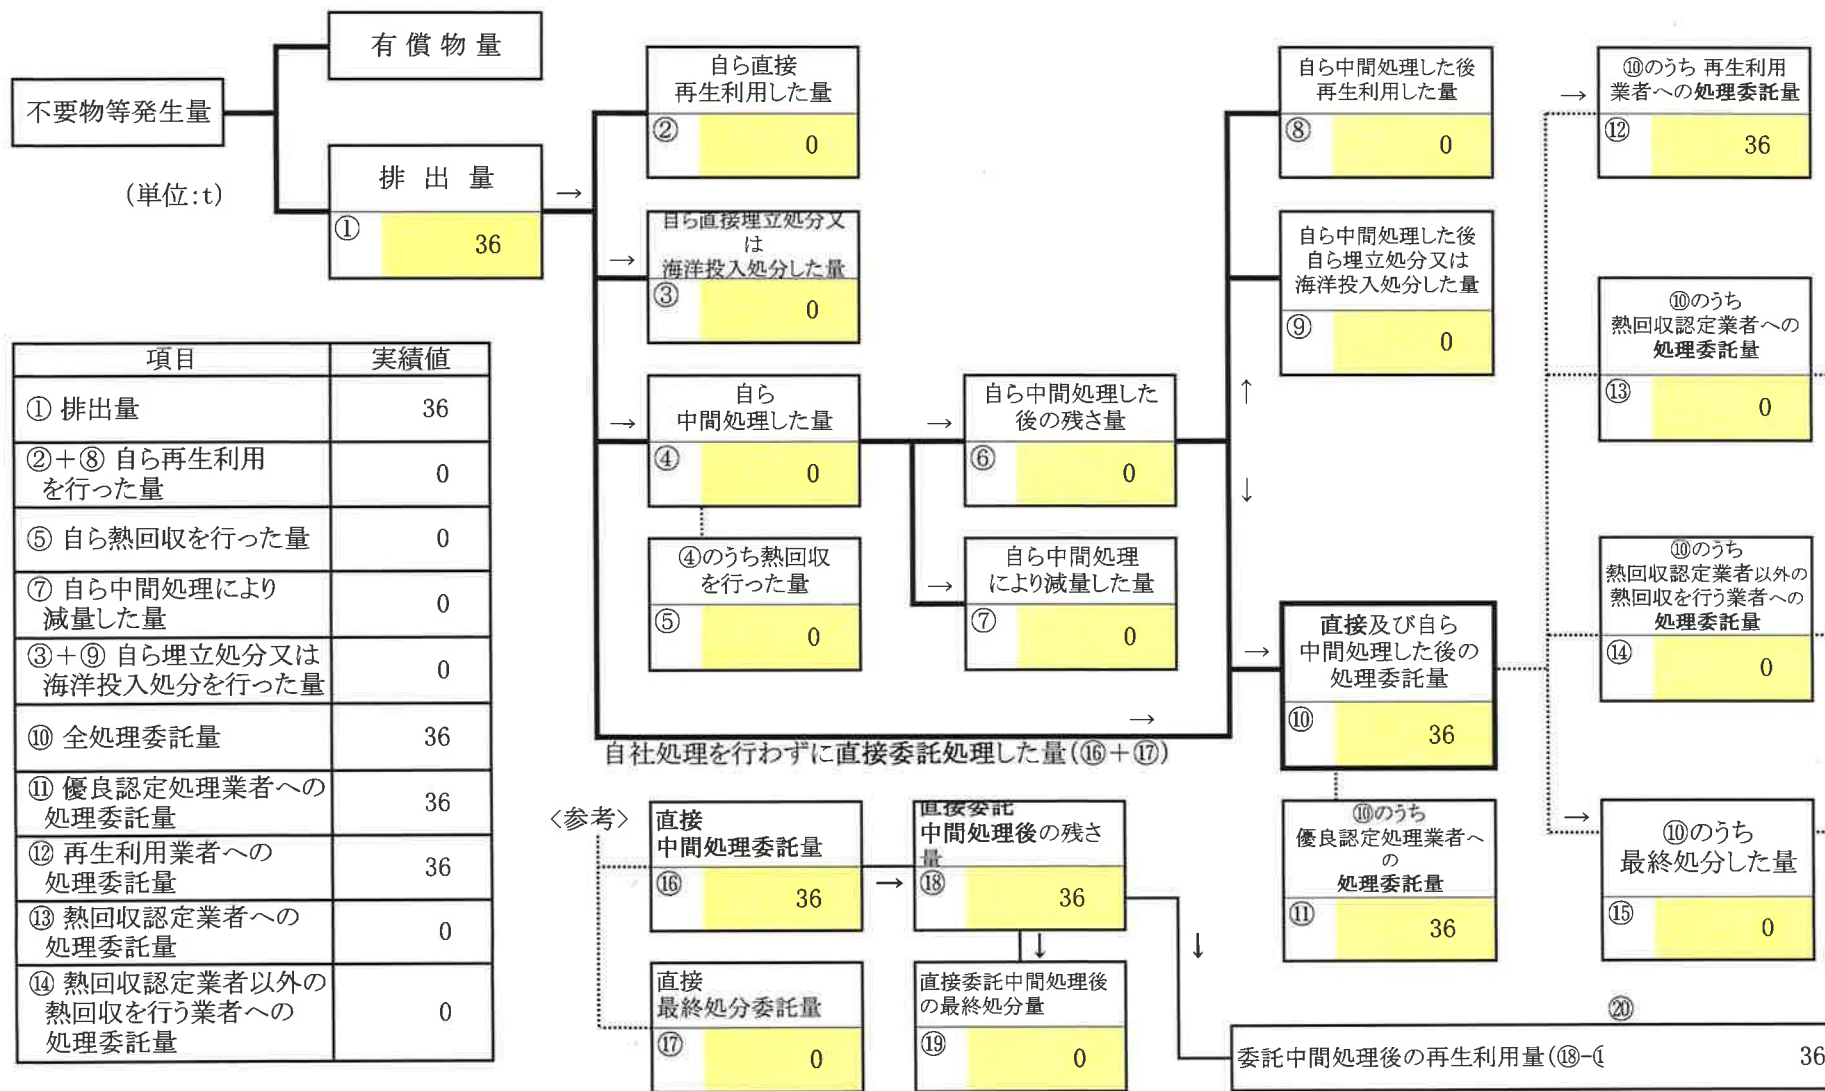 不要物等発生量
(単位:t)
有 償 物 量
排 出 量
→
①
36
自ら直接
再生利用した量
②
0
自ら直接埋立処分又
は
海洋投入処分した量
→
③
0
自ら
中間処理した量
→
④
0
④のうち熱回収
を行った量
⑤
0
自ら中間処理した
後の残さ量
→
⑥
0
自ら中間処理
により減量した量
→
⑦
0
自ら中間処理した後
再生利用した量
⑧
0
自ら中間処理した後
自ら埋立処分又は
海洋投入処分した量
⑨
0
↑
↓
直接及び自ら
中間処理した後の
処理委託量
→
⑩
36
→
自社処理を行わずに直接委託処理した量(⑯+⑰)
⑩のうち
優良認定処理業者へ
の
処理委託量
⑪
36
⑩のうち 再生利用
業者への処理委託量
→
⑫
36
⑩のうち
熱回収認定業者への
処理委託量
⑬
0
⑩のうち
熱回収認定業者以外の
熱回収を行う業者への
処理委託量
⑭
0
⑩のうち
最終処分した量
→
⑮
0
項目 実績値
① 排出量 36
②+⑧ 自ら再生利用
を行った量 0
⑤ 自ら熱回収を行った量 0
⑦ 自ら中間処理により
減量した量 0
③+⑨ 自ら埋立処分又は
海洋投入処分を行った量 0
⑩ 全処理委託量 36
⑪ 優良認定処理業者への
処理委託量 36
⑫ 再生利用業者への
処理委託量 36
⑬ 熱回収認定業者への
処理委託量 0
⑭ 熱回収認定業者以外の
熱回収を行う業者への
処理委託量 0
<参考>
直接
中間処理委託量
⑯
36
→
直接委託
中間処理後の残さ
量
⑱
36
↓
↓
直接
最終処分委託量
⑰
0
直接委託中間処理後
の最終処分量
⑲
0
⑳
委託中間処理後の再生利用量(⑱-
36